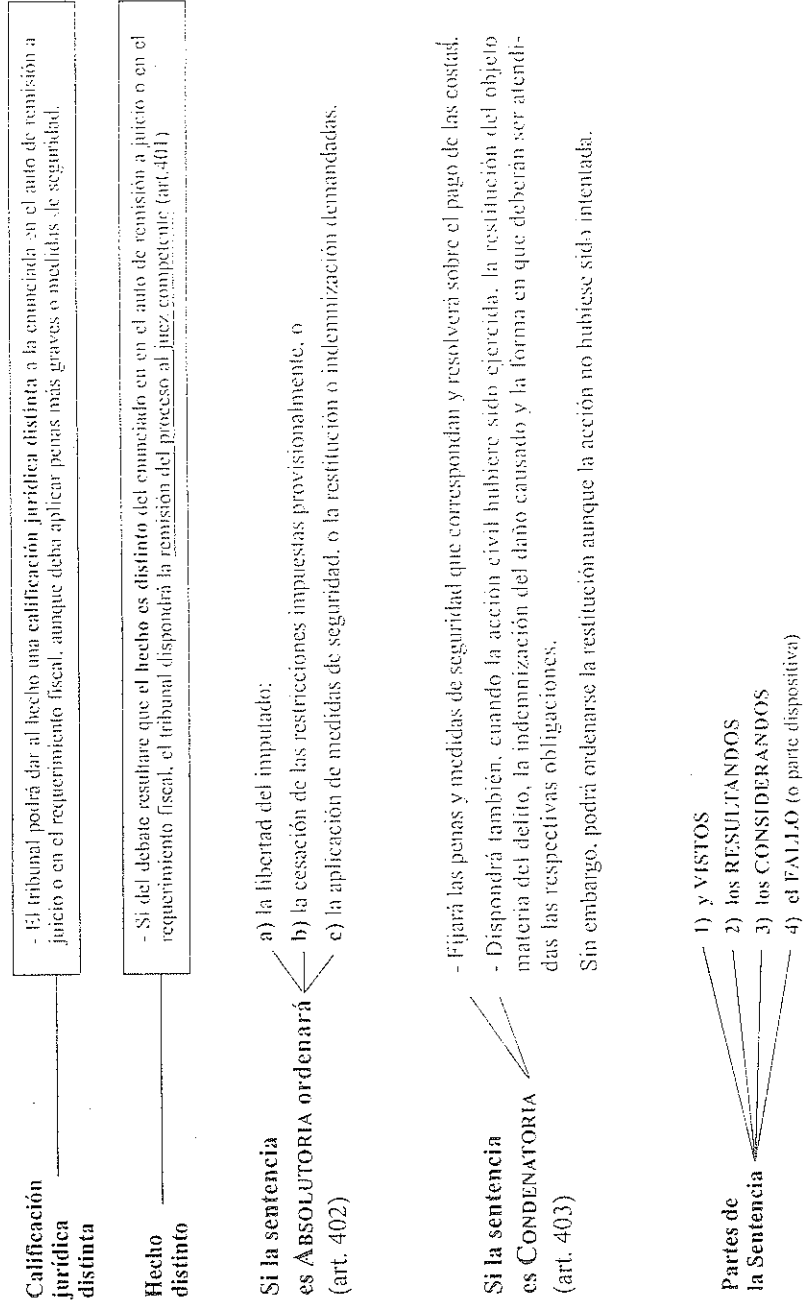 Calificación
jurídica
distinta
- El tribunal podrá dar al hecho una calificación jurídica distinta a la enunciada en el auto de remisión a
juicio o en el requerimiento fiscal, aunque deba aplicar penas más graves o medidas de seguridad.
Hecho
distinto
- Si del debate resultare que el hecho es distinto del enunciado en en el auto de remisión a juicio o en el
requerimiento fiscal, el tribunal dispondrá la remisión del proceso al juez competente (art.401)
Si la sentencia
es ABSOLUTORIA ordenará
(art. 402)
a) la libertad del imputado;
b) la cesación de las restricciones impuestas provisionalmente, o
c) la aplicación de medidas de seguridad, o la restitución o indemnización demandadas.
Si la sentencia
es CONDENATORIA
(art. 403)
- Fijará las penas y medidas de seguridad que correspondan y resolverá sobre el pago de las costas.
- Dispondrá también, cuando la acción civil hubiere sido ejercida, la restitución del objeto
materia del delito, la indemnización del daño causado y la forma en que deberán ser atendi-
das las respectivas obligaciones.
Sin embargo, podrá ordenarse la restitución aunque la acción no hubiese sido intentada.
Partes de
la Sentencia
1) y VISTOS
2) los RESULTANDOS
3) los CONSIDERANDOS
4) el FALLO (o parte dispositiva)